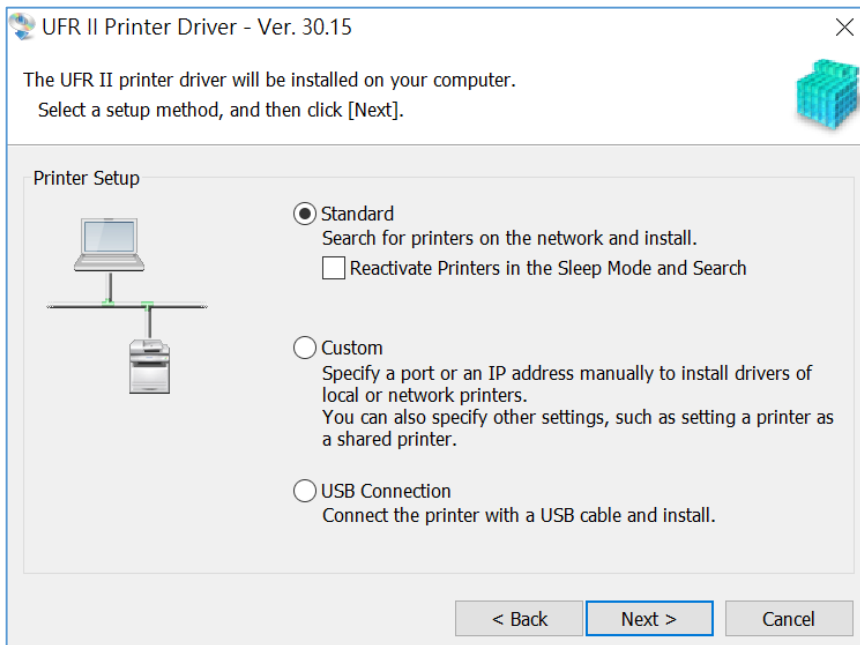 UFR II Printer Driver - Ver. 30.15
The UFR II printer driver will be installed on your computer.
Select a setup method, and then click [Next].
Printer Setup
Standard
Search for printers on the network and install.
Reactivate Printers in the Sleep Mode and Search
Custom
Specify a port or an IP address manually to install drivers of
local or network printers.
You can also specify other settings, such as setting a printer as
a shared printer.
USB Connection
Connect the printer with a USB cable and install.
< Back
Next >
Cancel